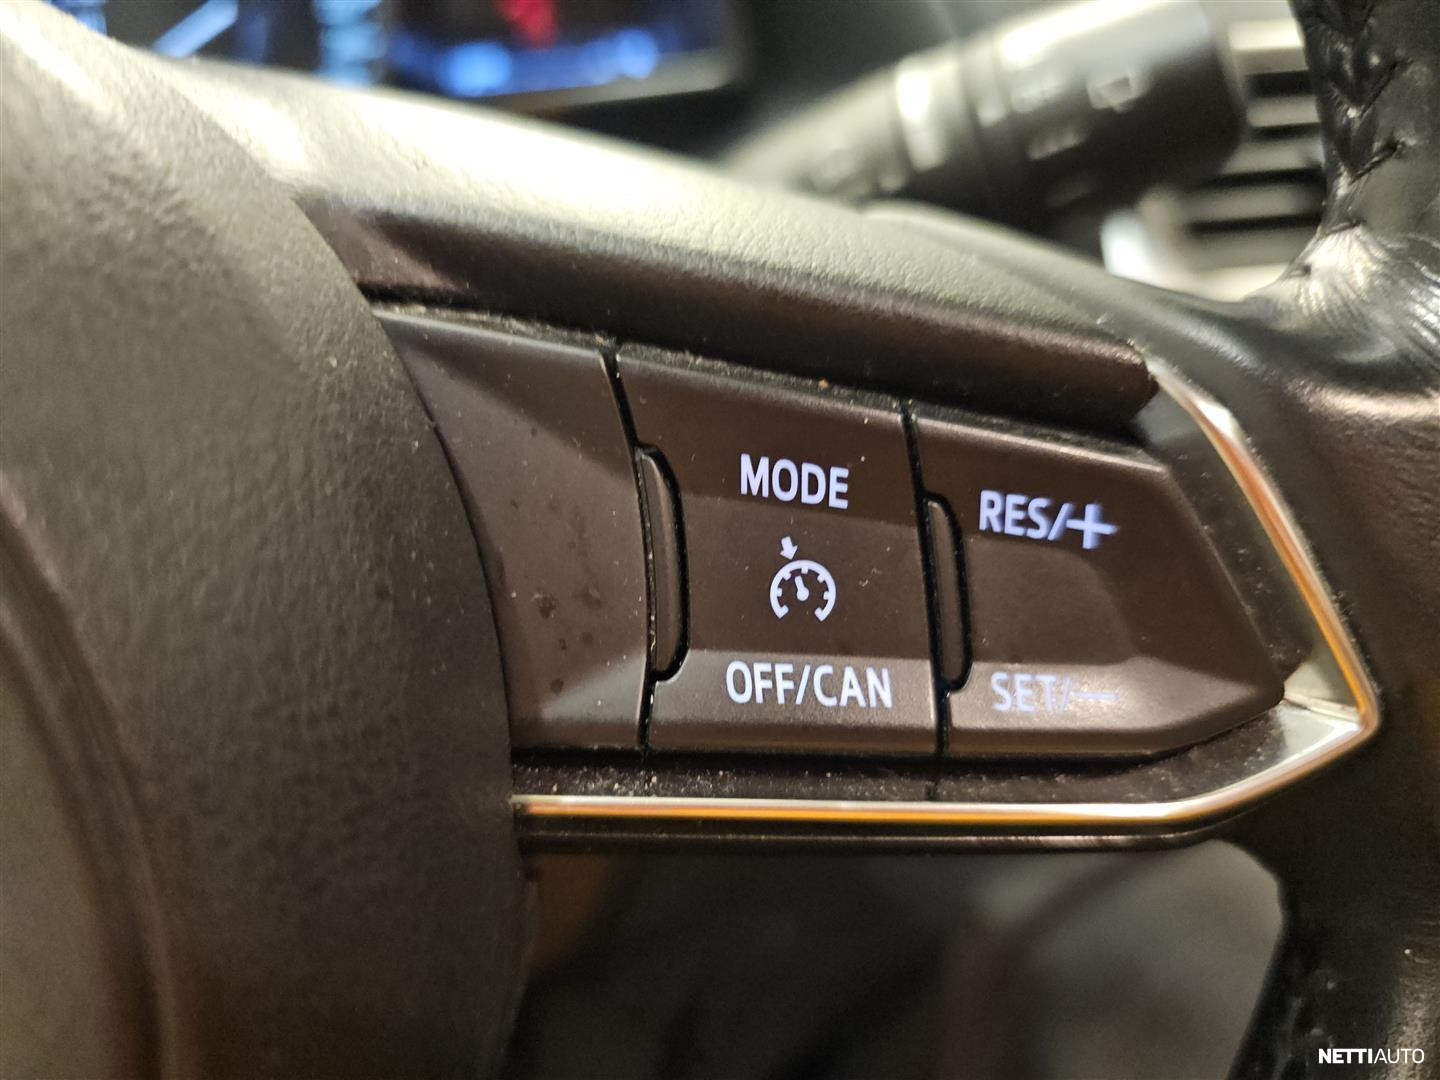 MODE
RES/+
OFF/CAN
SET/—
NETTIAUTO